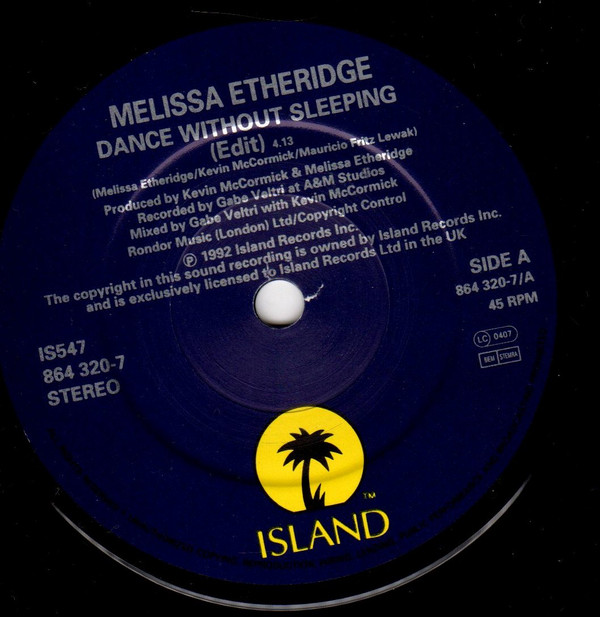 MELISSA ETHERIDGE
DANCE WITHOUT SLEEPING
(Edit) 4.13
(Melissa Etheridge/Kevin McCormick/Mauricio Fritz Lewak)
Produced by Kevin McCormick & Melissa Etheridge
Recorded by Gabe Veltri at A&M Studios
Mixed by Gabe Veltri with Kevin McCormick
Rondor Music (London) Ltd/Copyright Control
℗ 1992 Island Records Inc.
The copyright in this sound recording is owned by Island Records Inc.
and is exclusively licensed to Island Records Ltd in the UK
SIDE A
864 320-7/A
45 RPM
LC 0407
BIEM STEMRA
IS547
864 320-7
STEREO
TM
ISLAND